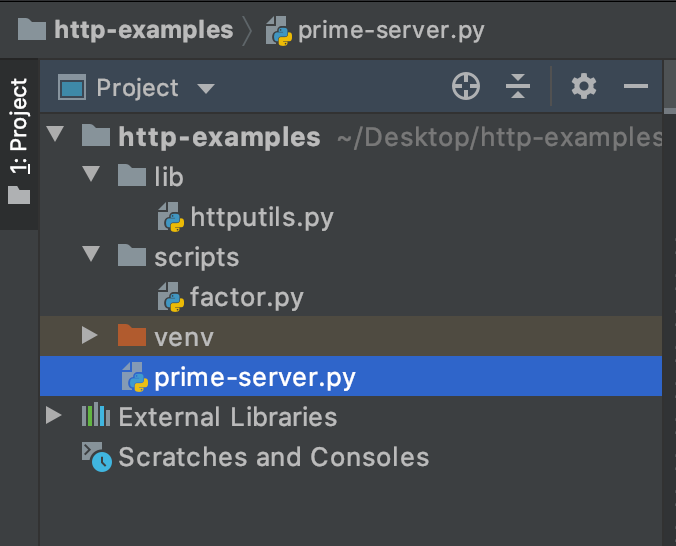 http-examples prime-server.py
1: Project
Project
http-examples ~/Desktop/http-examples
lib
httputils.py
scripts
factor.py
venv
prime-server.py
External Libraries
Scratches and Consoles